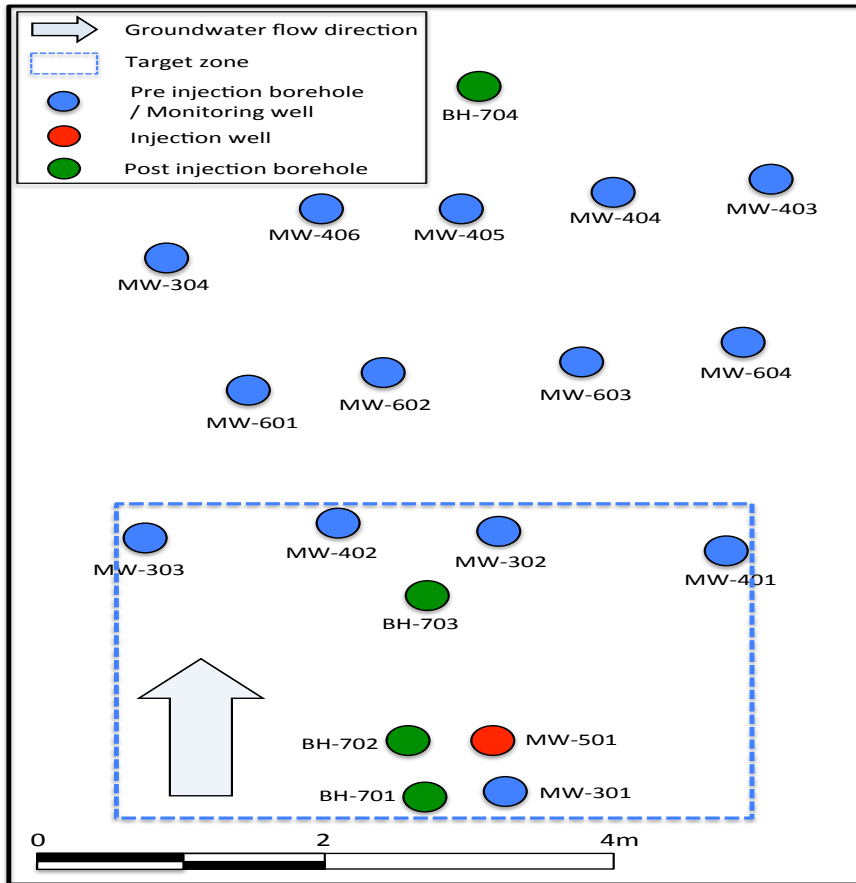 Groundwater flow direction
Target zone
Pre injection borehole
/ Monitoring well
Injection well
Post injection borehole
BH-704
MW-403
MW-404
MW-406
MW-405
MW-304
MW-604
MW-603
MW-602
MW-601
MW-402
MW-302
MW-303
MW-401
BH-703
BH-702
MW-501
BH-701
MW-301
0
2
4m